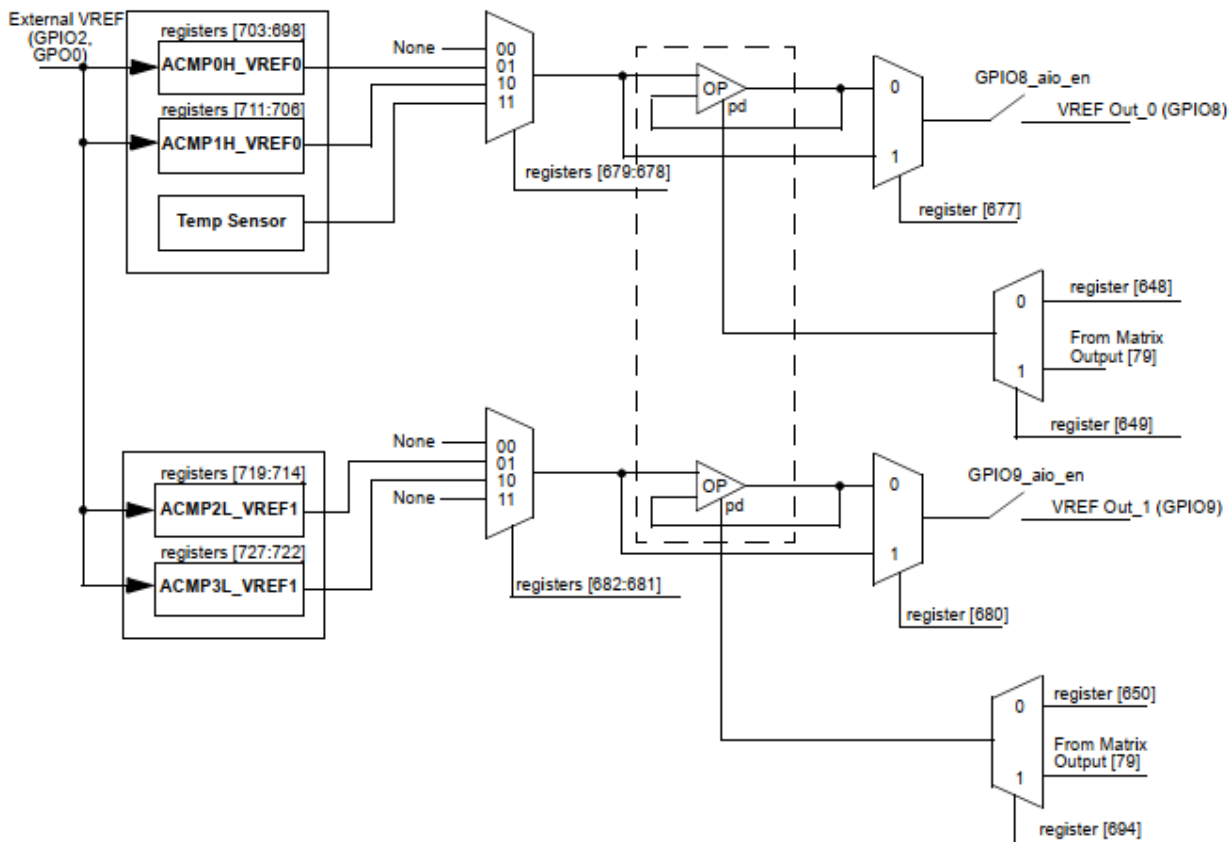 External VREF
(GPIO2,
GPO0)
registers [703:698]
ACMP0H_VREF0
registers [711:706]
ACMP1H_VREF0
Temp Sensor
None
00
01
10
11
registers [679:678]
OP
pd
0
1
register [677]
GPIO8_aio_en
VREF Out_0 (GPIO8)
0
1
register [648]
From Matrix
Output [79]
register [649]
registers [719:714]
ACMP2L_VREF1
registers [727:722]
ACMP3L_VREF1
None
None
00
01
10
11
registers [682:681]
OP
pd
0
1
register [680]
GPIO9_aio_en
VREF Out_1 (GPIO9)
0
1
register [650]
From Matrix
Output [79]
register [694]